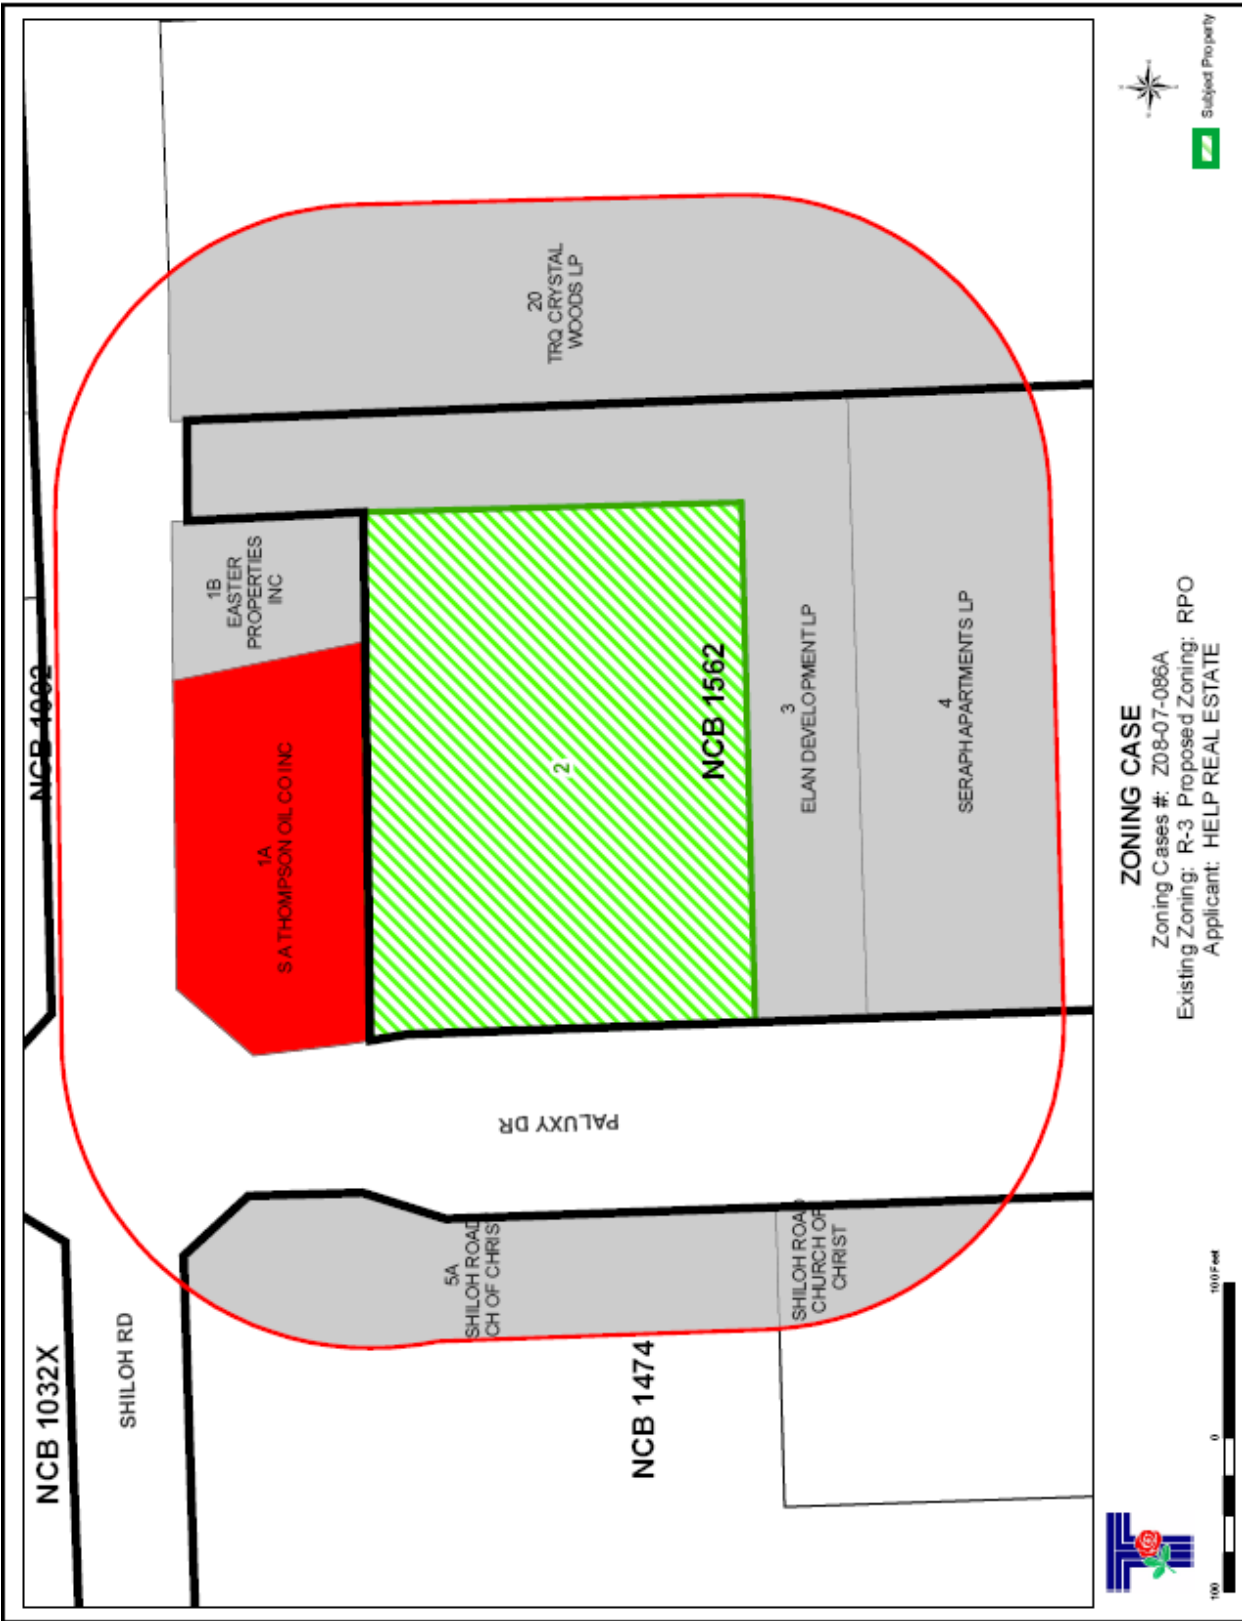 NCB 1032X
SHILOH RD
NCB 1002
1A
S A THOMPSON OIL CO INC
1B
EASTER
PROPERTIES
INC
20
TRQ CRYSTAL
WOODS LP
2
NCB 1562
3
ELAN DEVELOPMENT LP
4
SERAPH APARTMENTS LP
PALUXY DR
5A
SHILOH ROAD
CH OF CHRIS
SHILOH ROAD
CHURCH OF
CHRIST
NCB 1474
ZONING CASE
Zoning Cases #: Z08-07-086A
Existing Zoning: R-3 Proposed Zoning: RPO
Applicant: HELP REAL ESTATE
100 0 100 Feet
Subject Property